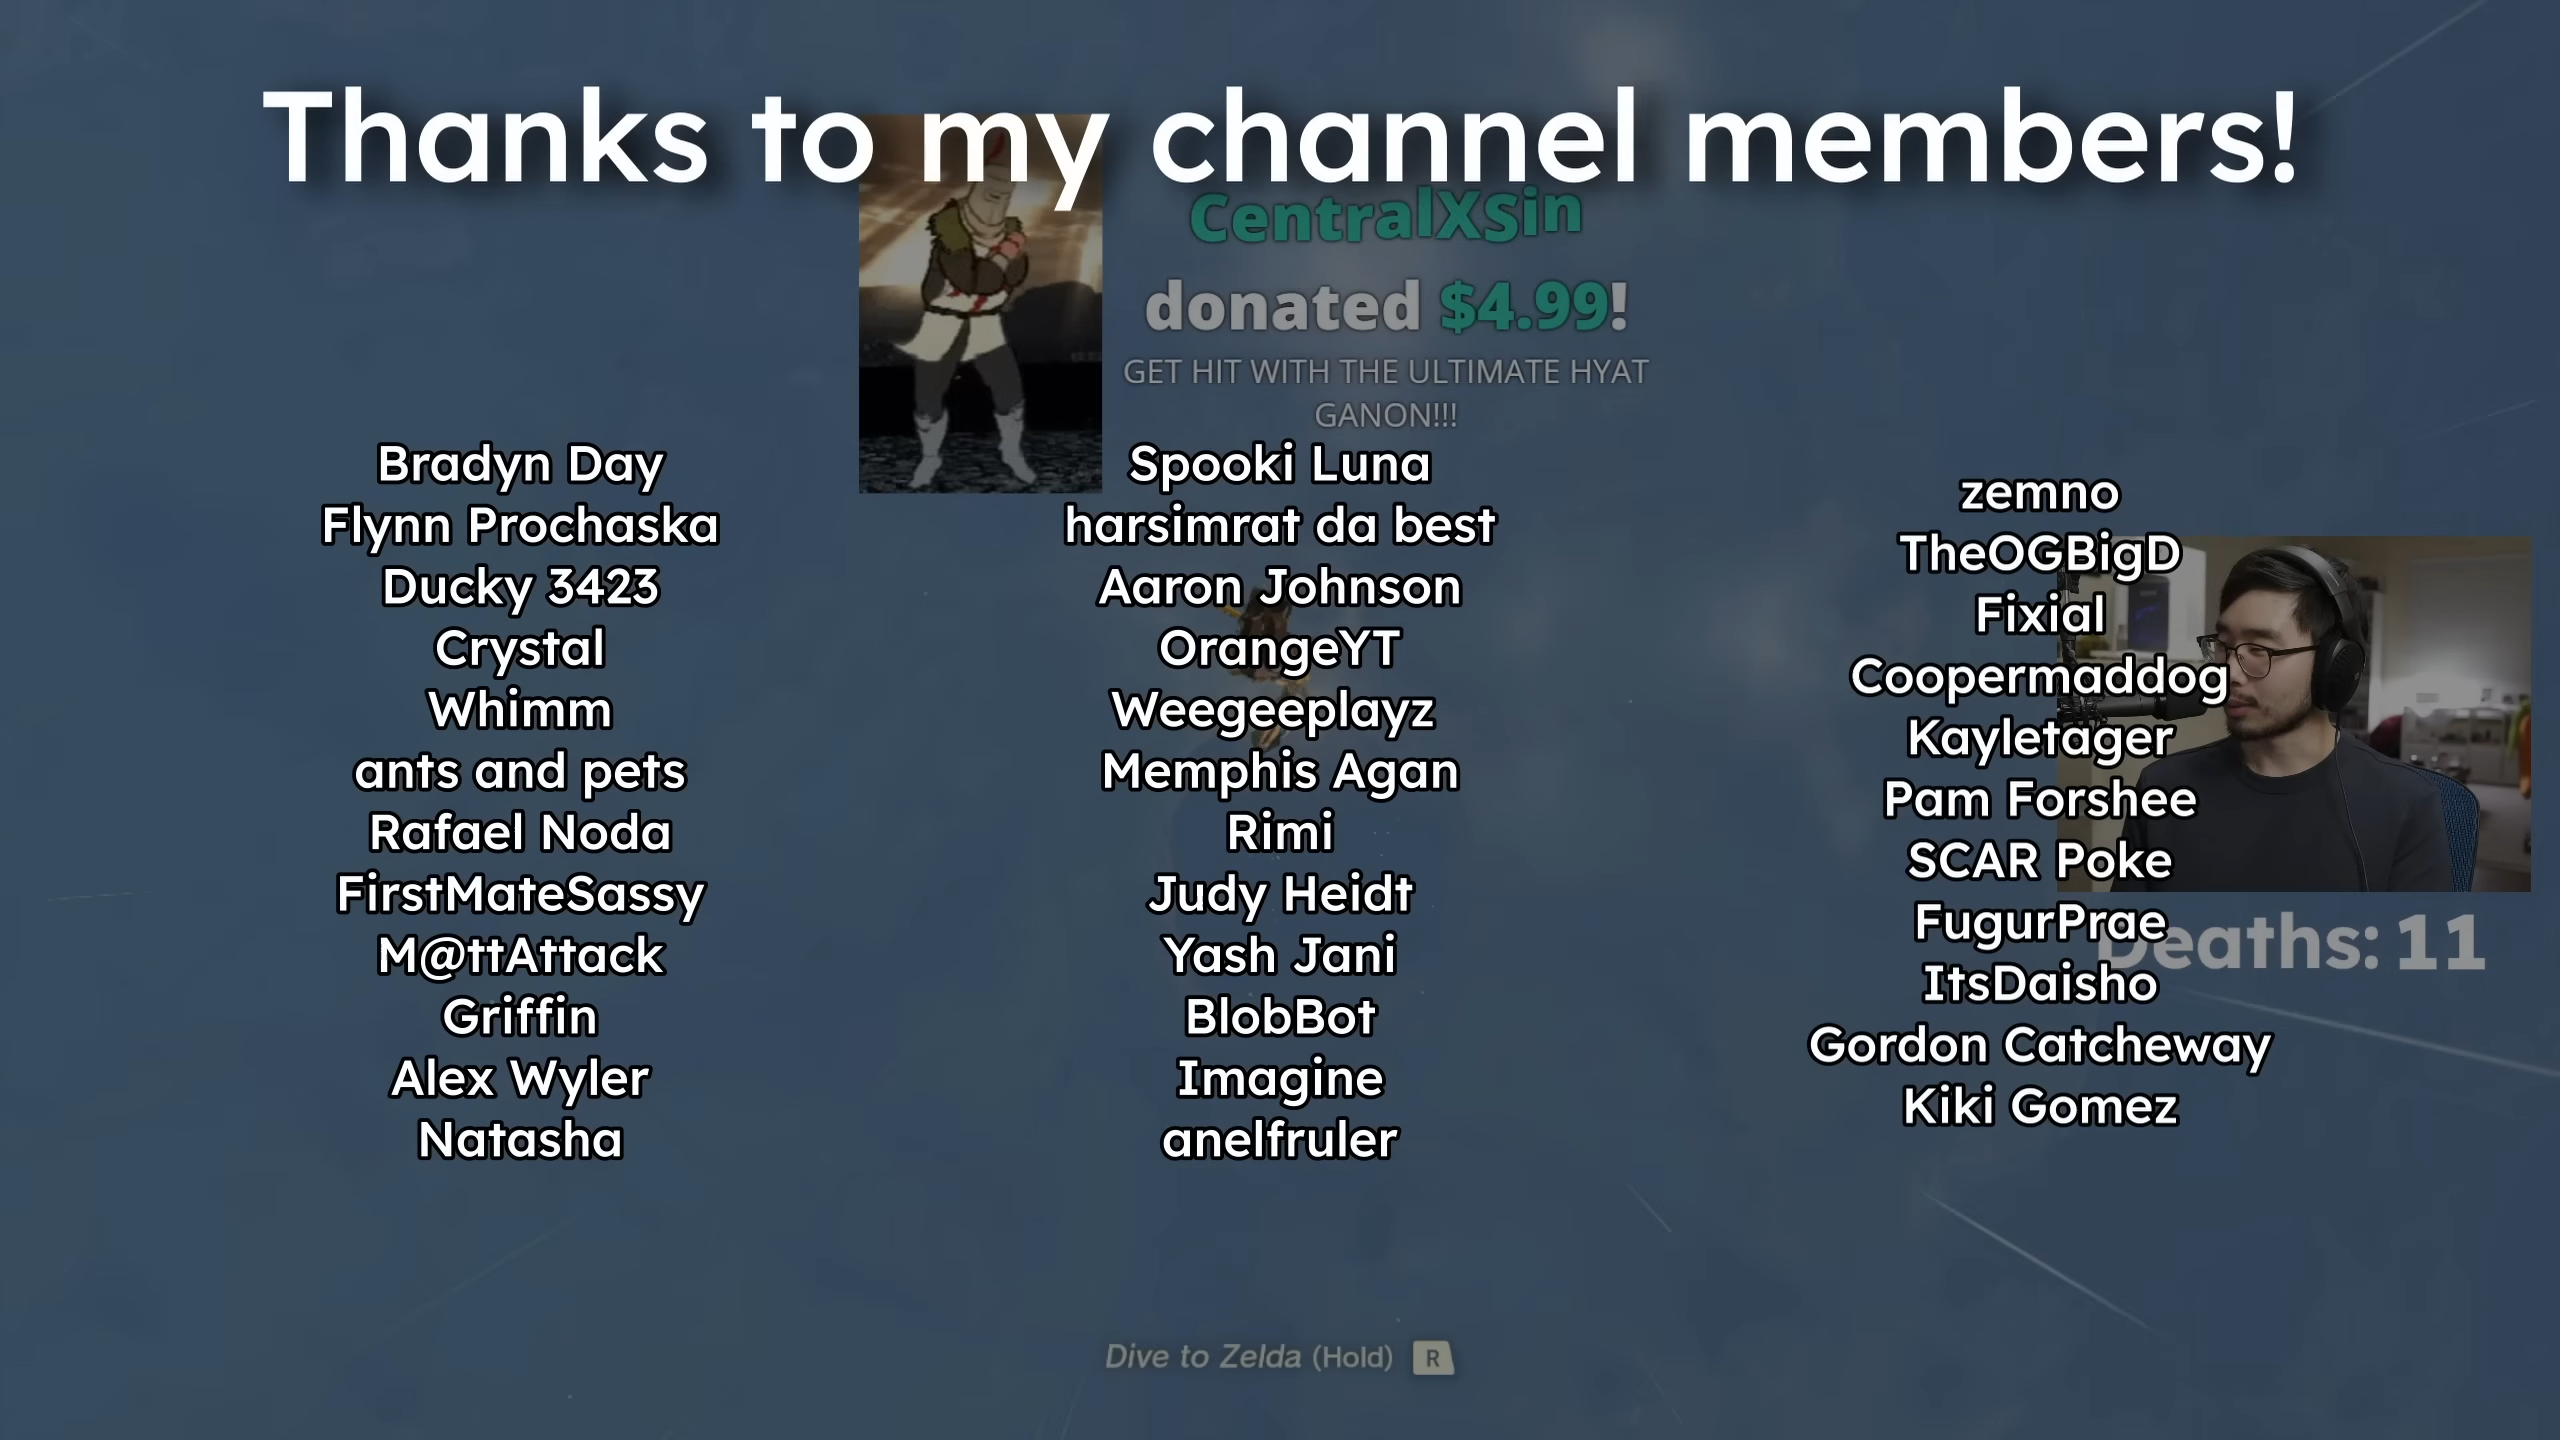 Thanks to my channel members!
CentralXSin
donated $4.99!
GET HIT WITH THE ULTIMATE HYAT
GANON!!!
Bradyn Day
Flynn Prochaska
Ducky 3423
Crystal
Whimm
ants and pets
Rafael Noda
FirstMateSassy
M@ttAttack
Griffin
Alex Wyler
Natasha
Spooki Luna
harsimrat da best
Aaron Johnson
OrangeYT
Weegeeplayz
Memphis Agan
Rimi
Judy Heidt
Yash Jani
BlobBot
Imagine
anelfruler
zemno
TheOGBigD
Fixial
Coopermaddog
Kayletager
Pam Forshee
SCAR Poke
FugurPrae
ItsDaisho
Gordon Catcheway
Kiki Gomez
Deaths: 11
Dive to Zelda (Hold) R